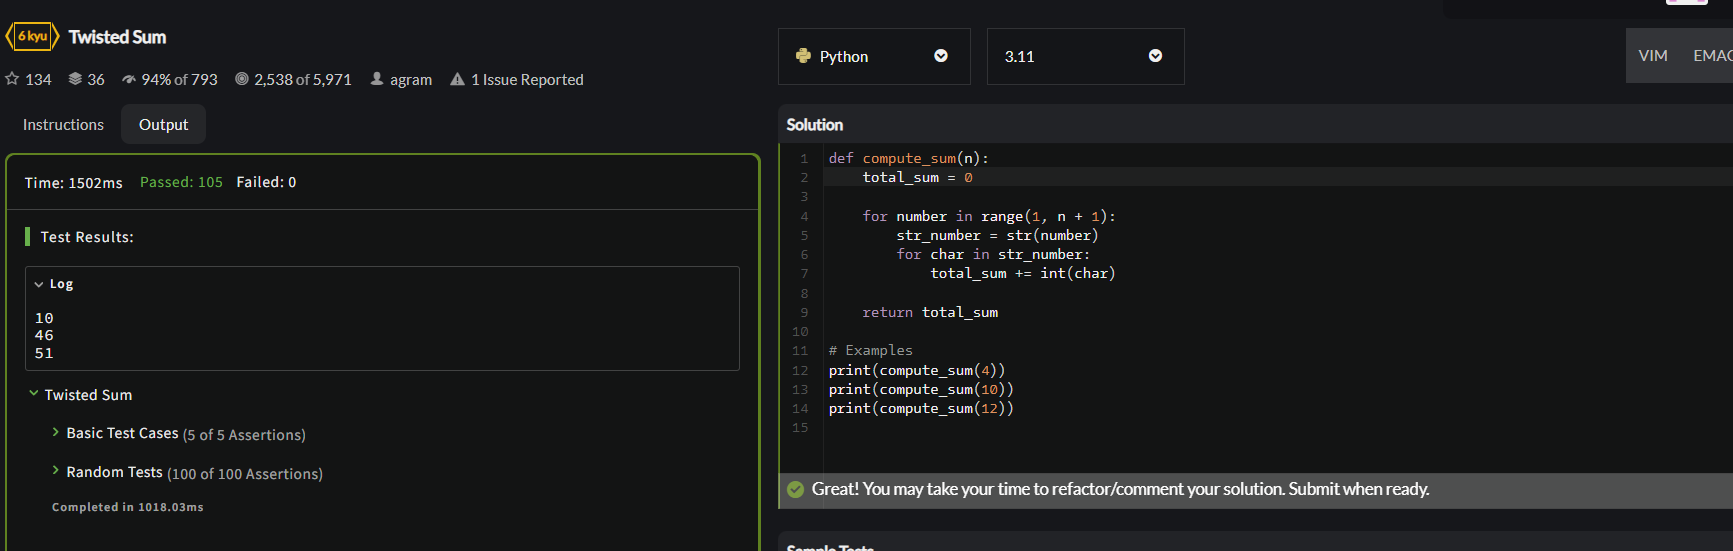 6 kyu Twisted Sum
134 36 94% of 793 2,538 of 5,971 agram 1 Issue Reported
Instructions Output
Time: 1502ms Passed: 105 Failed: 0
Test Results:
Log
10
46
51
Twisted Sum
Basic Test Cases (5 of 5 Assertions)
Random Tests (100 of 100 Assertions)
Completed in 1018.03ms
Python 3.11 VIM EMAC
Solution
1 def compute_sum(n):
2     total_sum = 0
3
4     for number in range(1, n + 1):
5         str_number = str(number)
6         for char in str_number:
7             total_sum += int(char)
8
9     return total_sum
10
11 # Examples
12 print(compute_sum(4))
13 print(compute_sum(10))
14 print(compute_sum(12))
15
Great! You may take your time to refactor/comment your solution. Submit when ready.
Sample Tests